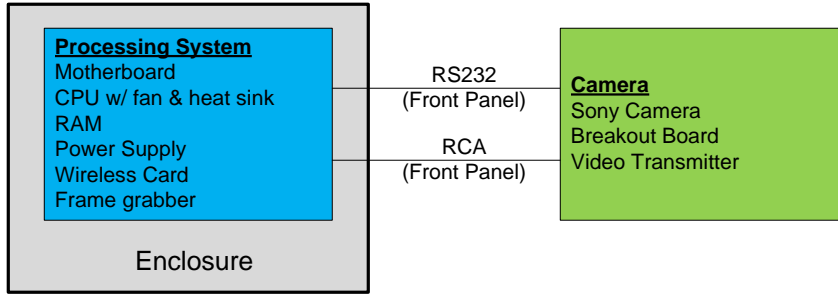 Processing System
Motherboard
CPU w/ fan & heat sink
RAM
Power Supply
Wireless Card
Frame grabber
Enclosure
RS232
(Front Panel)
RCA
(Front Panel)
Camera
Sony Camera
Breakout Board
Video Transmitter